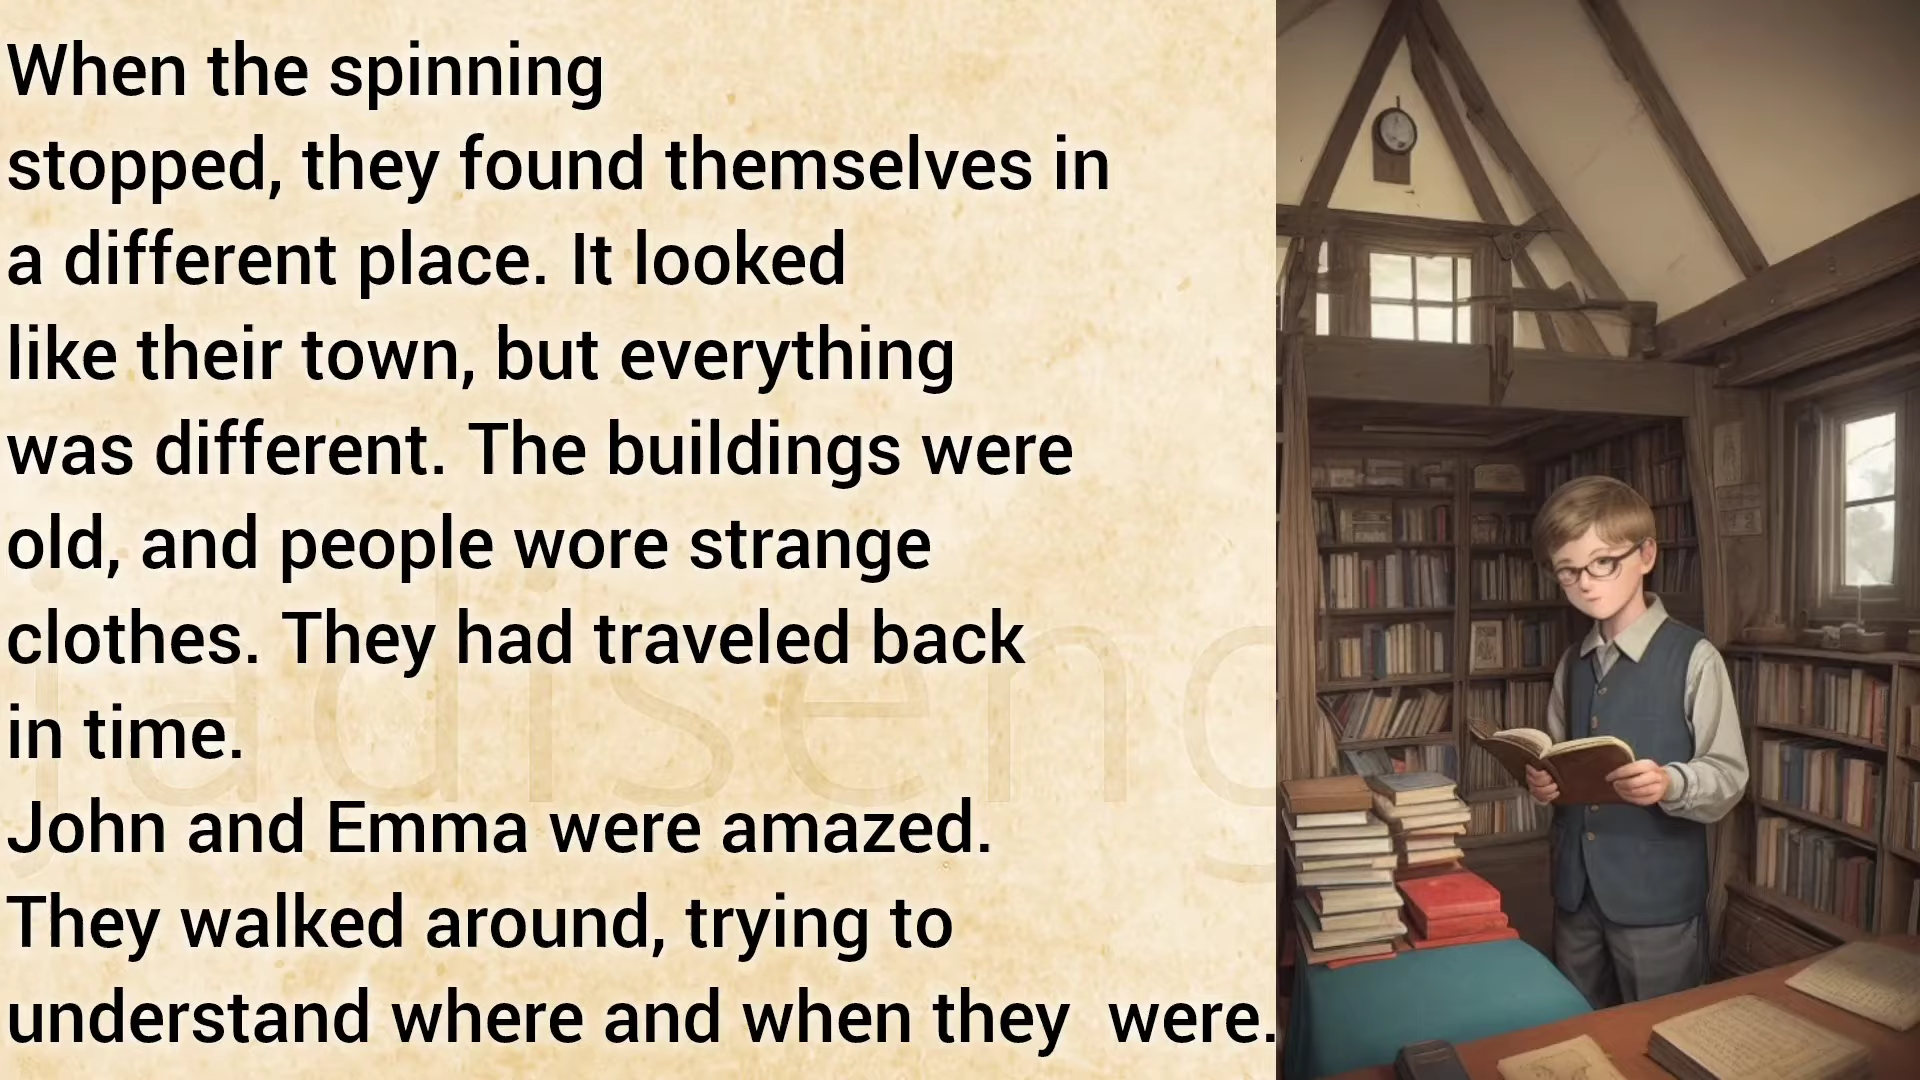 When the spinning
stopped, they found themselves in
a different place. It looked
like their town, but everything
was different. The buildings were
old, and people wore strange
clothes. They had traveled back
in time.
John and Emma were amazed.
They walked around, trying to
understand where and when they  were.
jadiseng